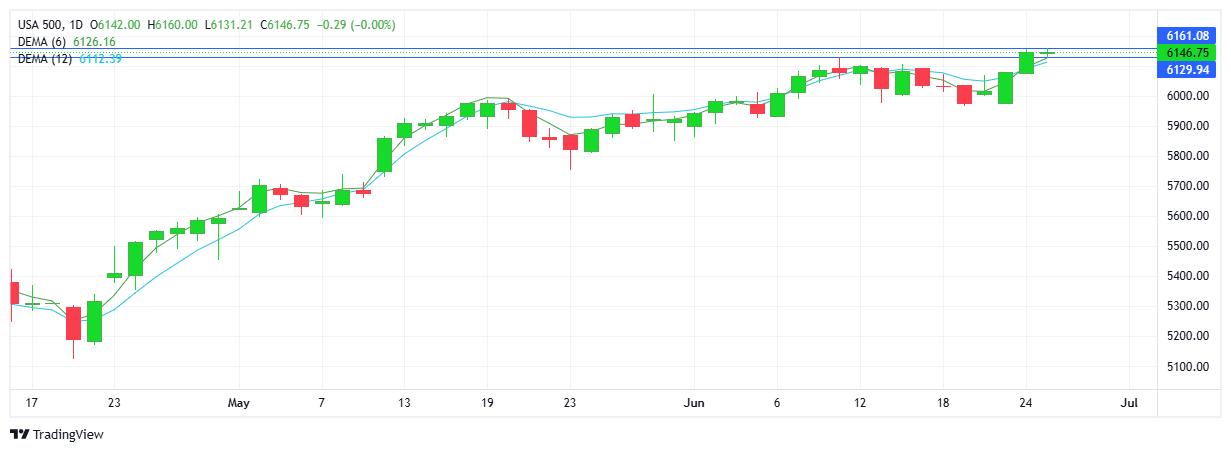 USA 500, 1D O6142.00 H6160.00 L6131.21 C6146.75 −0.29 (−0.00%)
DEMA (6) 6126.16
DEMA (12) 6112.39
6161.08
6146.75
6129.94
6000.00
5900.00
5800.00
5700.00
5600.00
5500.00
5400.00
5300.00
5200.00
5100.00
17 23 May 7 13 19 23 Jun 6 12 18 24 Jul
TradingView